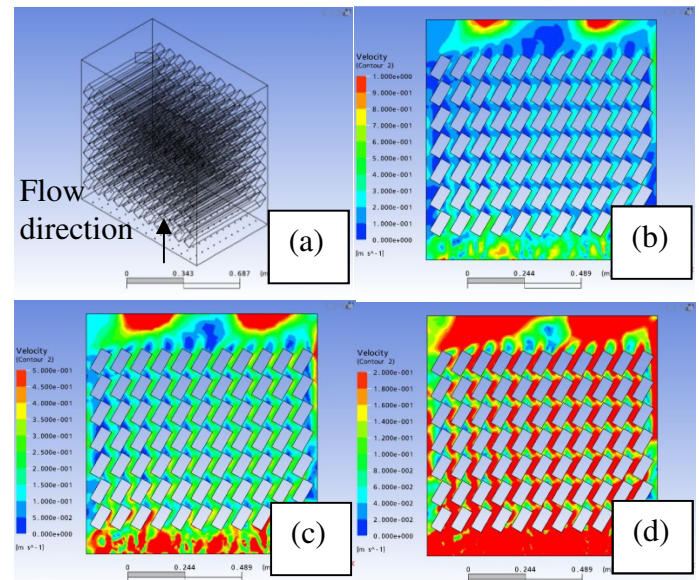 Flow
direction
(a)
0 0.343 0.687 (m
Velocity
(Contour 2)
1.000e+000
9.000e-001
8.000e-001
7.000e-001
6.000e-001
5.000e-001
4.000e-001
3.000e-001
2.000e-001
1.000e-001
0.000e+000
[m s^-1]
(b)
0 0.244 0.489 (m
Velocity
(Contour 2)
5.000e-001
4.500e-001
4.000e-001
3.500e-001
3.000e-001
2.500e-001
2.000e-001
1.500e-001
1.000e-001
5.000e-002
0.000e+000
[m s^-1]
(c)
0 0.244 0.489 (m
Velocity
(Contour 2)
2.000e-001
1.800e-001
1.600e-001
1.400e-001
1.200e-001
1.000e-001
8.000e-002
6.000e-002
4.000e-002
2.000e-002
0.000e+000
[m s^-1]
(d)
0 0.244 0.489 (m